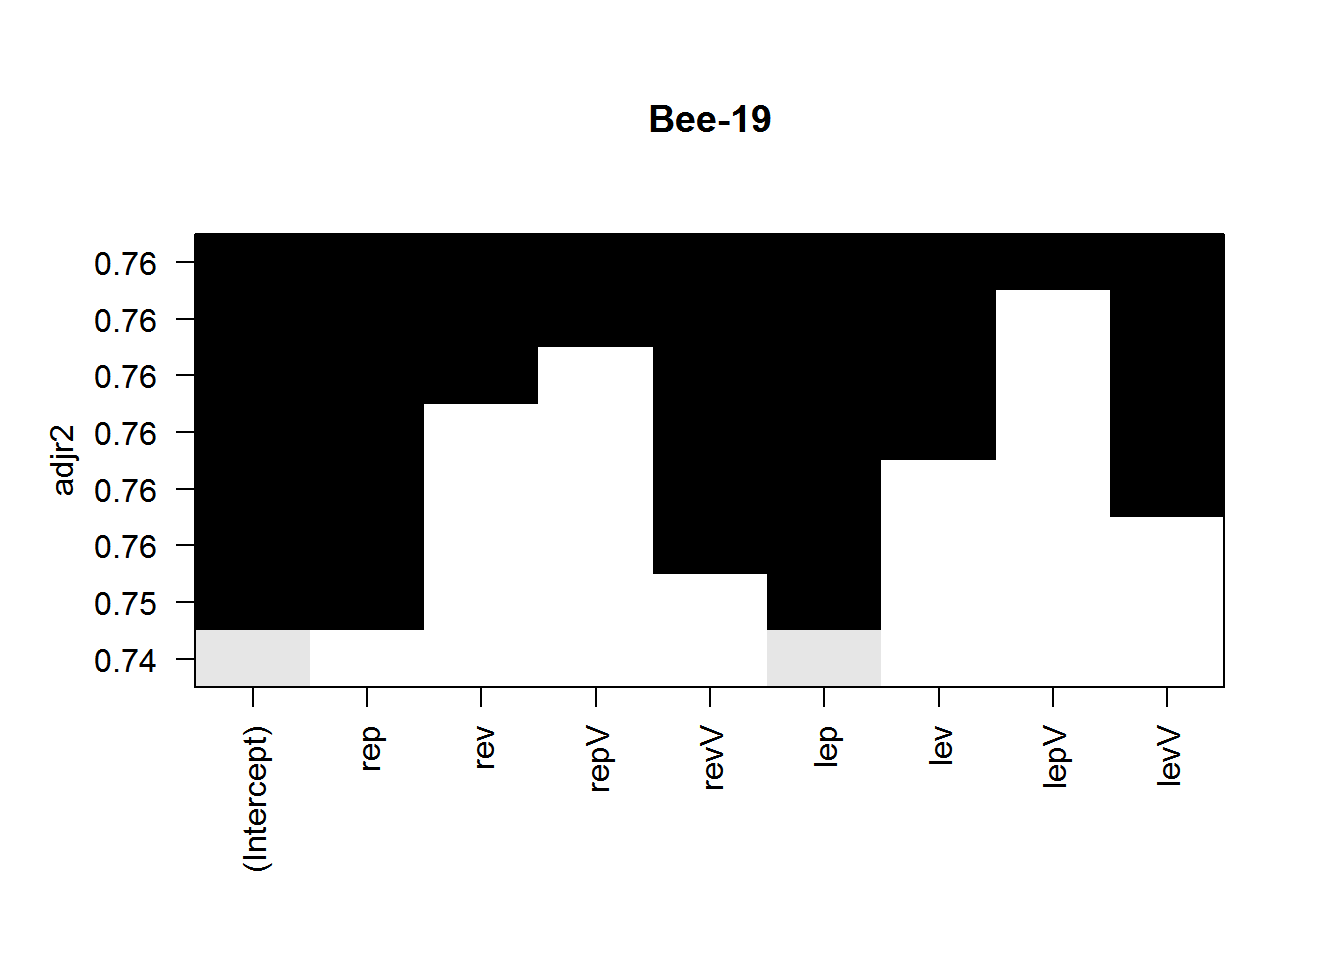 Bee-19
adjr2
0.76
0.76
0.76
0.76
0.76
0.76
0.75
0.74
(Intercept)
rep
rev
repV
revV
lep
lev
lepV
levV